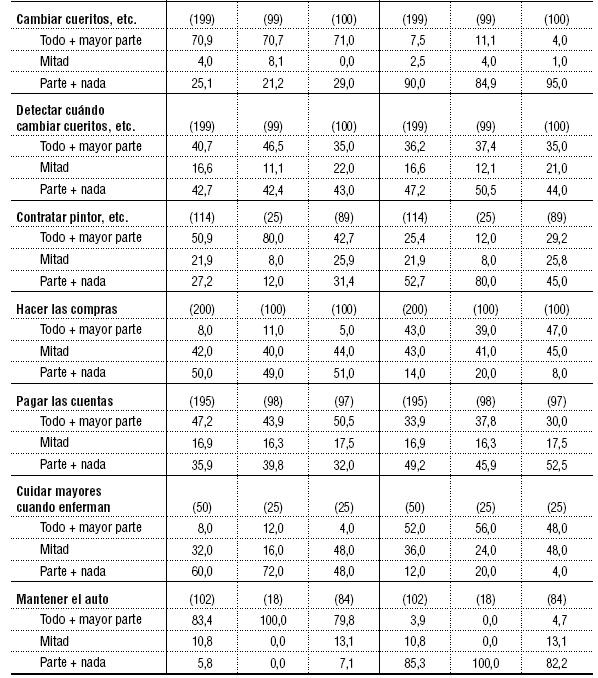 Cambiar cueritos, etc. (199) (99) (100) (199) (99) (100)
Todo + mayor parte 70,9 70,7 71,0 7,5 11,1 4,0
Mitad 4,0 8,1 0,0 2,5 4,0 1,0
Parte + nada 25,1 21,2 29,0 90,0 84,9 95,0
Detectar cuándo
cambiar cueritos, etc. (199) (99) (100) (199) (99) (100)
Todo + mayor parte 40,7 46,5 35,0 36,2 37,4 35,0
Mitad 16,6 11,1 22,0 16,6 12,1 21,0
Parte + nada 42,7 42,4 43,0 47,2 50,5 44,0
Contratar pintor, etc. (114) (25) (89) (114) (25) (89)
Todo + mayor parte 50,9 80,0 42,7 25,4 12,0 29,2
Mitad 21,9 8,0 25,9 21,9 8,0 25,8
Parte + nada 27,2 12,0 31,4 52,7 80,0 45,0
Hacer las compras (200) (100) (100) (200) (100) (100)
Todo + mayor parte 8,0 11,0 5,0 43,0 39,0 47,0
Mitad 42,0 40,0 44,0 43,0 41,0 45,0
Parte + nada 50,0 49,0 51,0 14,0 20,0 8,0
Pagar las cuentas (195) (98) (97) (195) (98) (97)
Todo + mayor parte 47,2 43,9 50,5 33,9 37,8 30,0
Mitad 16,9 16,3 17,5 16,9 16,3 17,5
Parte + nada 35,9 39,8 32,0 49,2 45,9 52,5
Cuidar mayores
cuando enferman (50) (25) (25) (50) (25) (25)
Todo + mayor parte 8,0 12,0 4,0 52,0 56,0 48,0
Mitad 32,0 16,0 48,0 36,0 24,0 48,0
Parte + nada 60,0 72,0 48,0 12,0 20,0 4,0
Mantener el auto (102) (18) (84) (102) (18) (84)
Todo + mayor parte 83,4 100,0 79,8 3,9 0,0 4,7
Mitad 10,8 0,0 13,1 10,8 0,0 13,1
Parte + nada 5,8 0,0 7,1 85,3 100,0 82,2